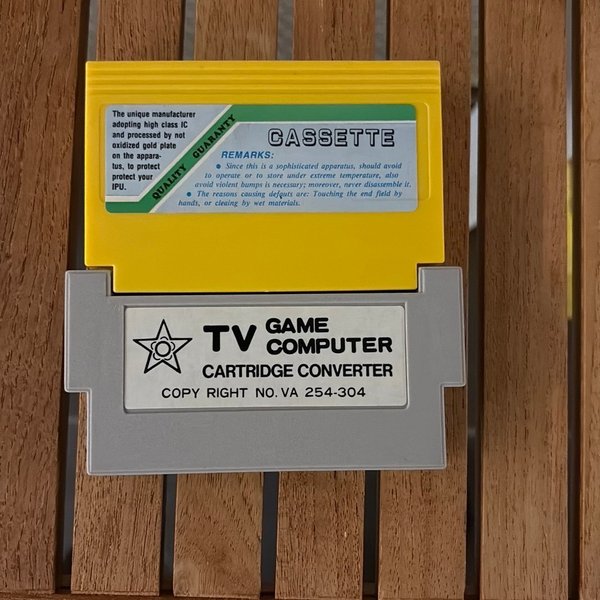 The unique manufacturer
adopting high class IC
and processed by not
oxidized gold plate
on the appara-
tus, to protect
protect your
IPU.
QUALITY QUARANTY
CASSETTE
REMARKS:
• Since this is a sophisticated apparatus, should avoid
to operate or to store under extreme temperature, also
avoid violent bumps is necessary; moreover, never disassemble it.
• The reasons causing defauts are: Touching the end field by
hands, or cleaing by wet materials.
TV GAME
COMPUTER
CARTRIDGE CONVERTER
COPY RIGHT NO. VA 254-304